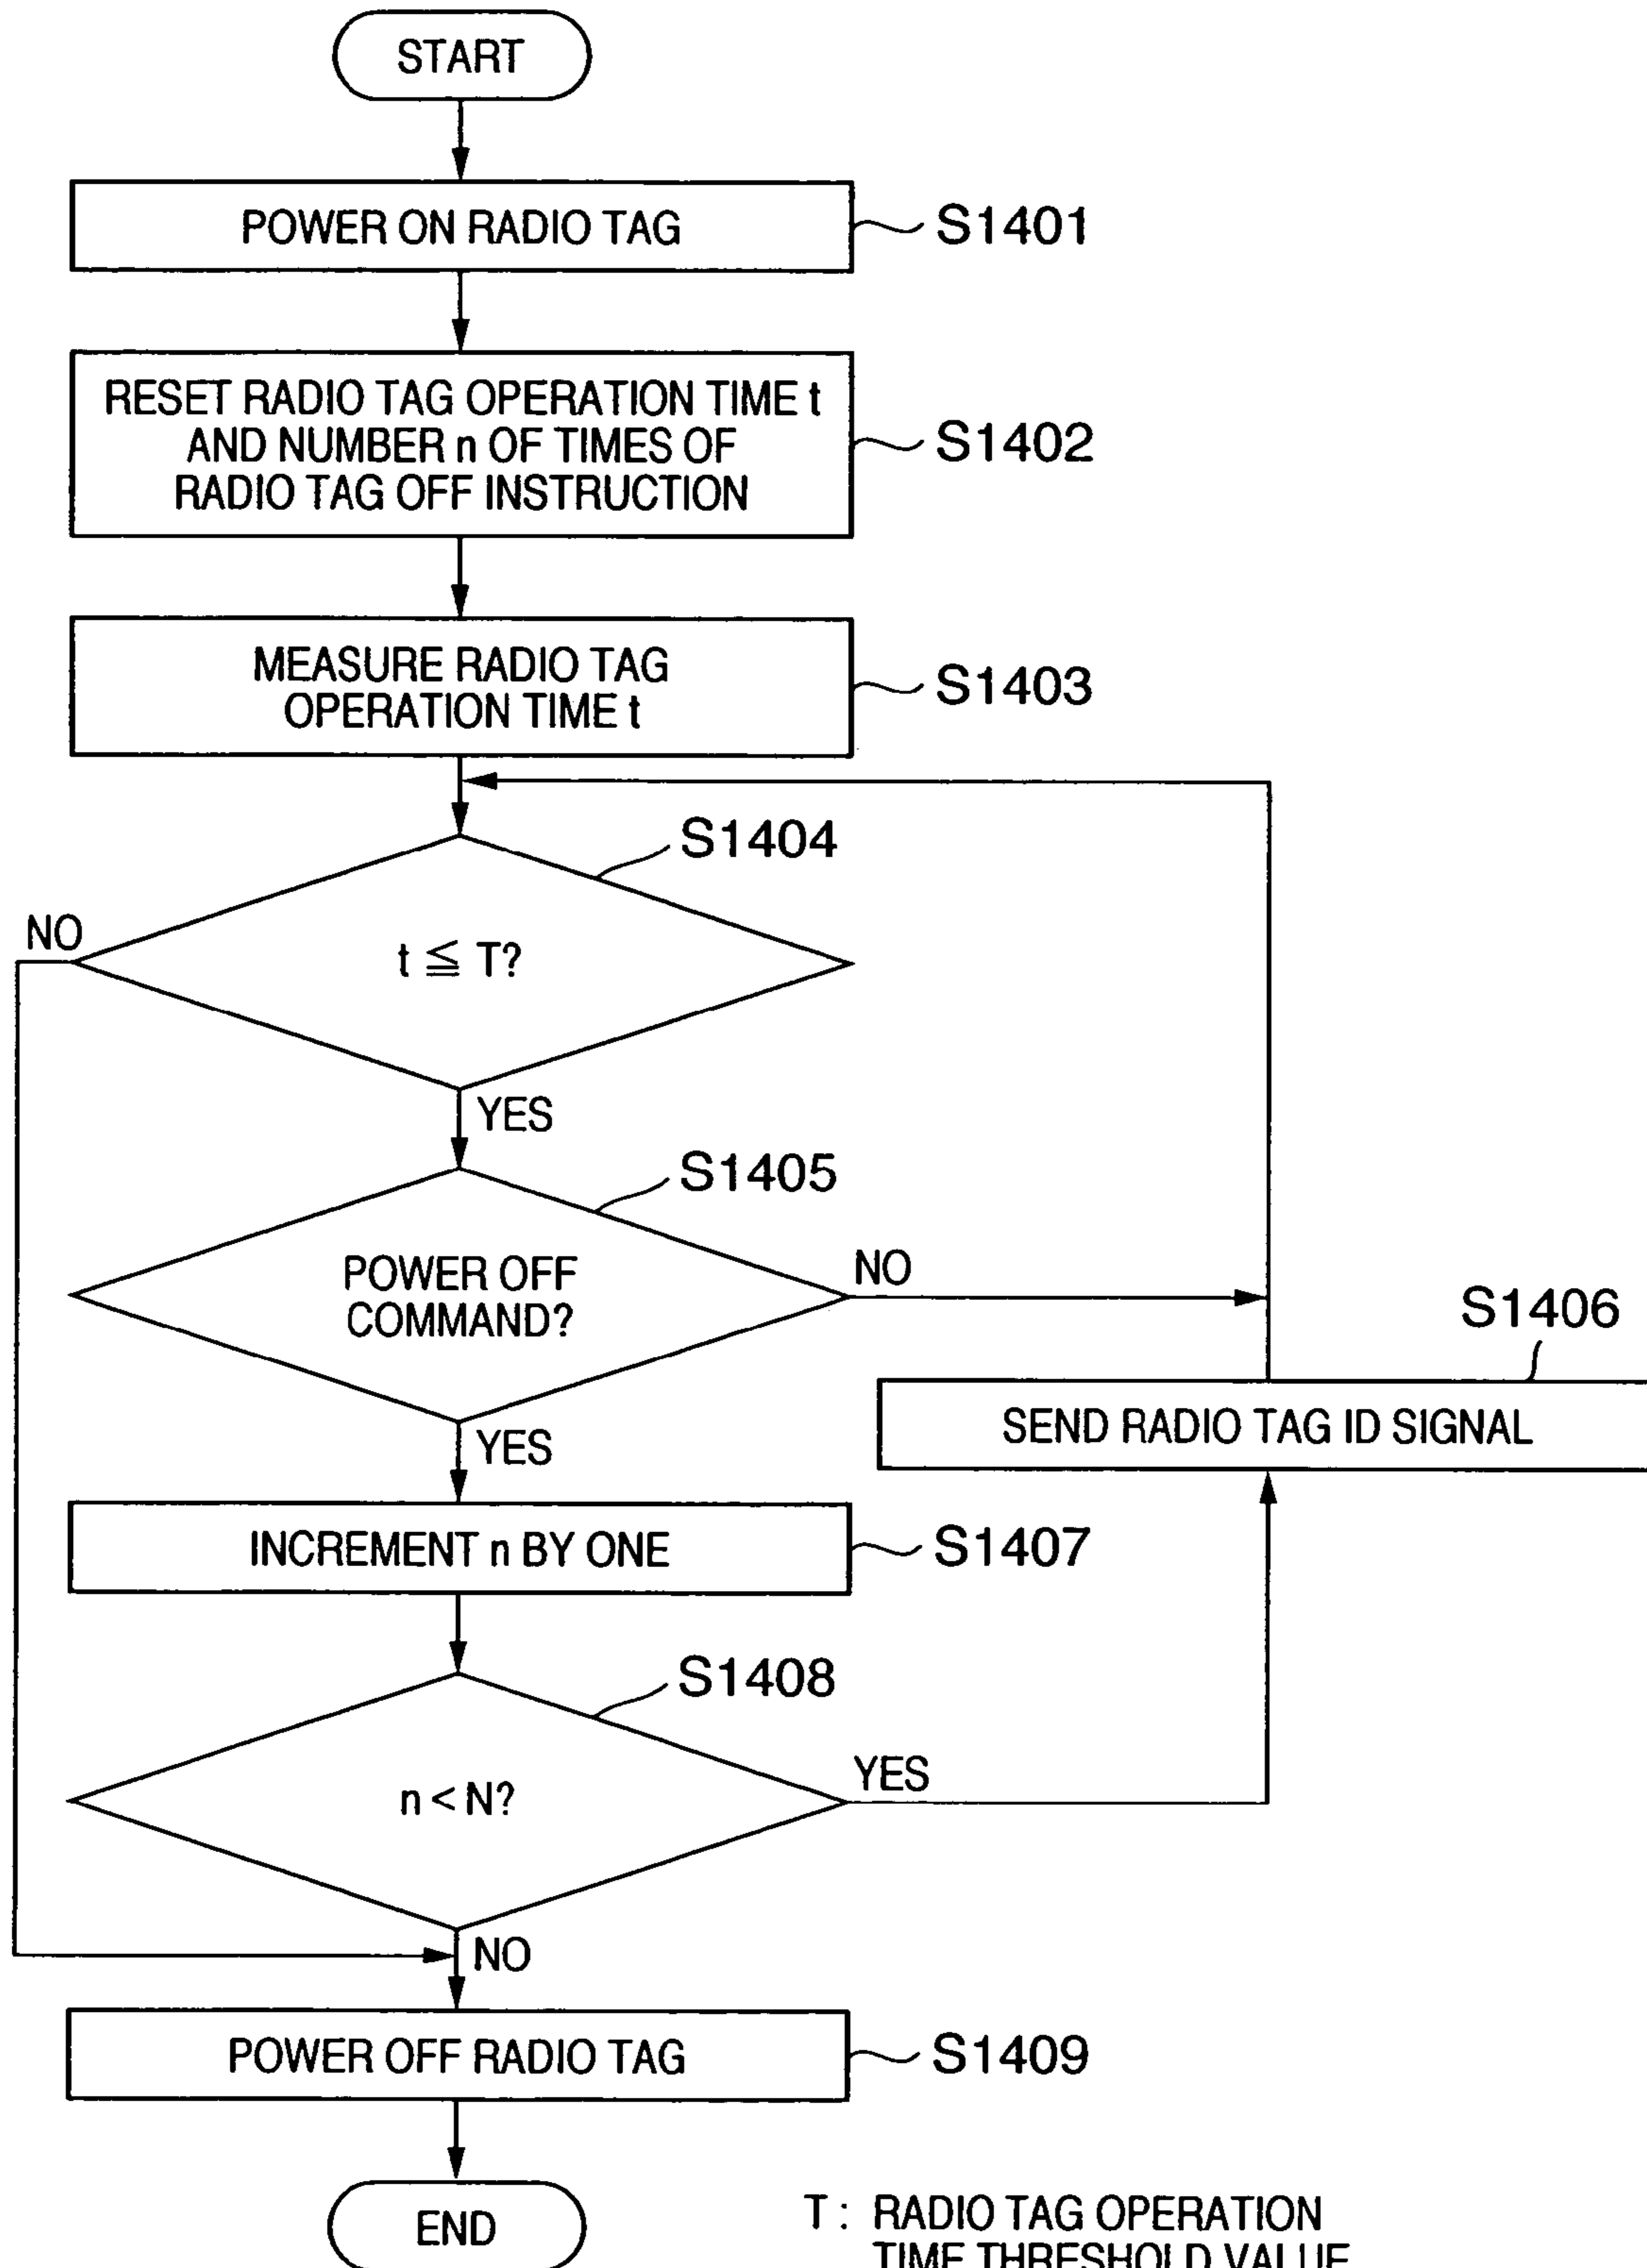 START
POWER ON RADIO TAG
S1401
RESET RADIO TAG OPERATION TIME t
AND NUMBER n OF TIMES OF
RADIO TAG OFF INSTRUCTION
S1402
MEASURE RADIO TAG
OPERATION TIME t
S1403
S1404
NO
t ≦ T?
YES
S1405
POWER OFF
COMMAND?
NO
S1406
SEND RADIO TAG ID SIGNAL
YES
INCREMENT n BY ONE
S1407
S1408
n < N?
YES
NO
POWER OFF RADIO TAG
S1409
END
T : RADIO TAG OPERATION
TIME THRESHOLD VALUE